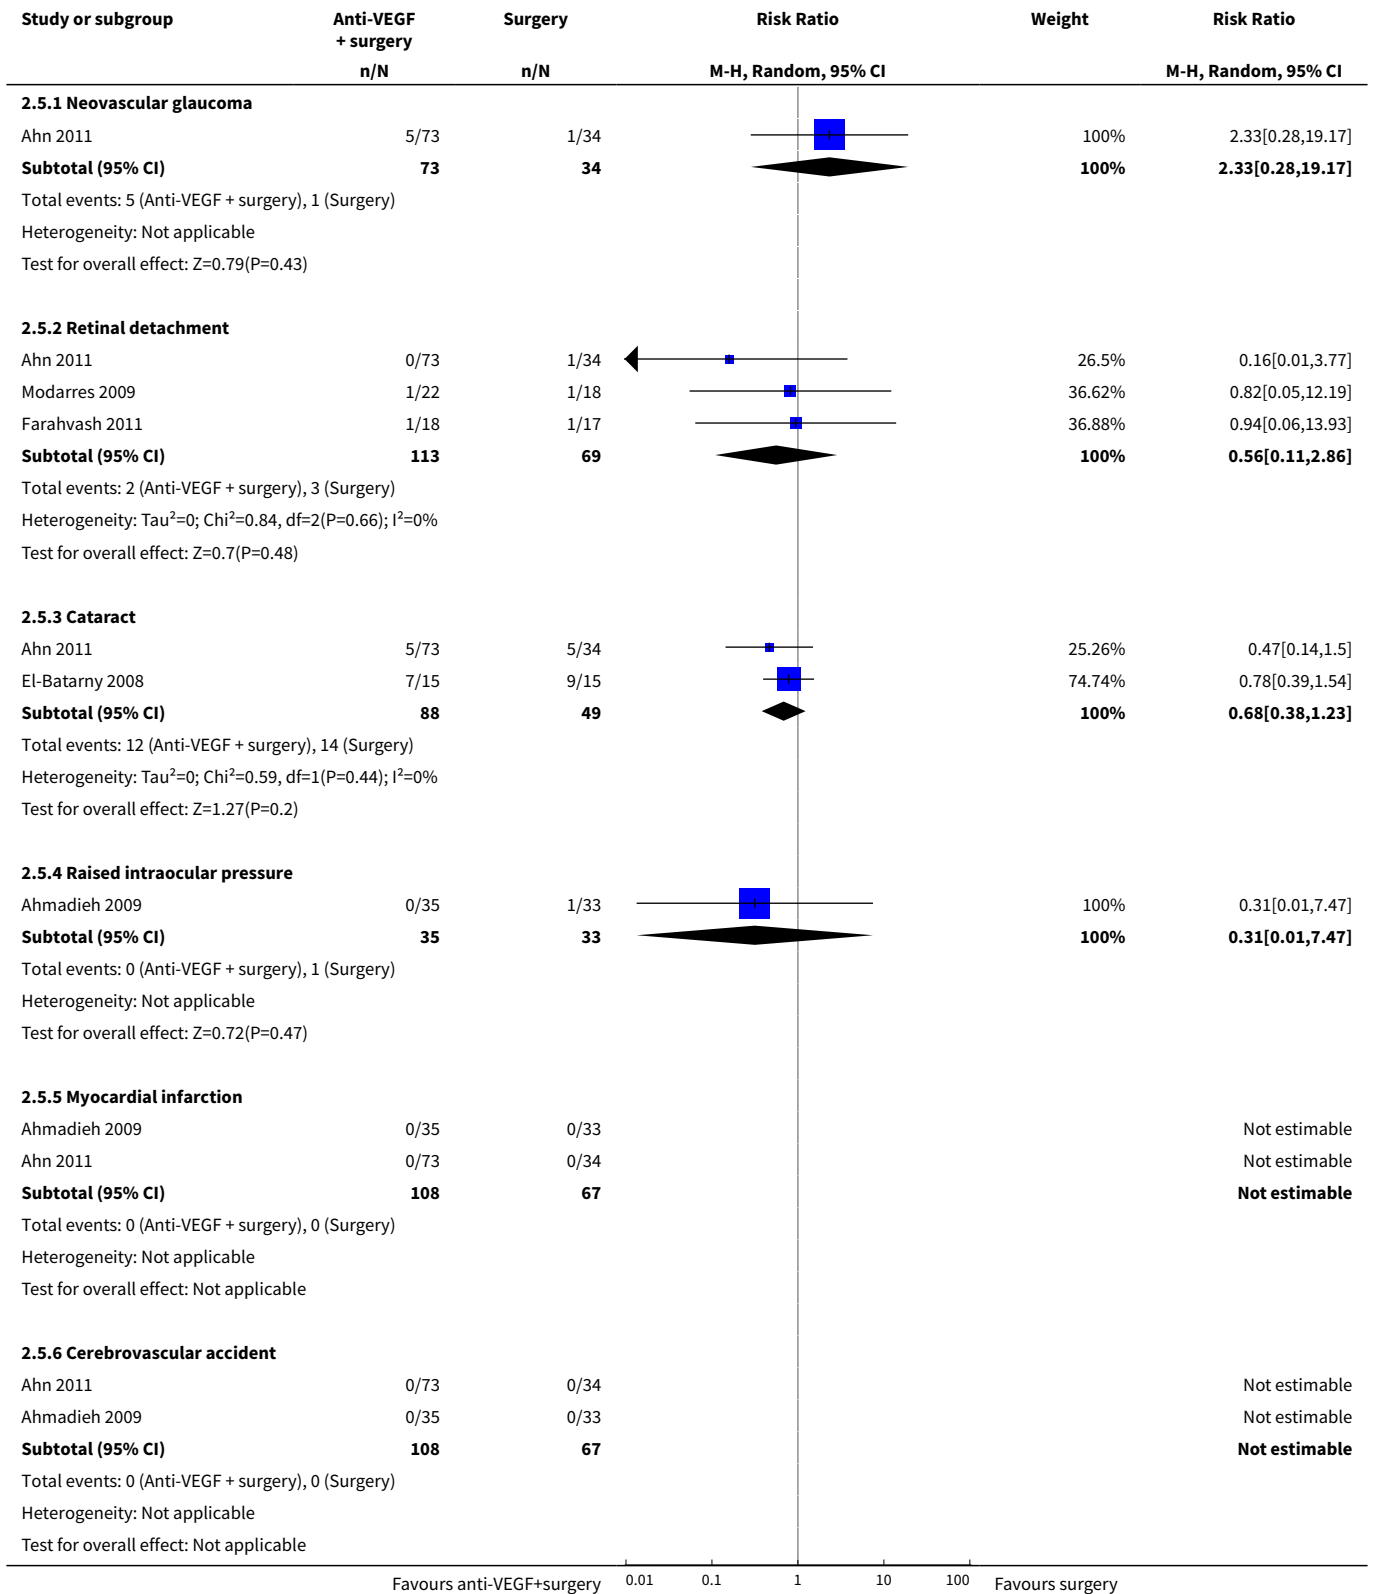 Study or subgroup Anti-VEGF + surgery Surgery Risk Ratio Weight Risk Ratio
n/N n/N M-H, Random, 95% CI M-H, Random, 95% CI
2.5.1 Neovascular glaucoma
Ahn 2011 5/73 1/34 100% 2.33[0.28,19.17]
Subtotal (95% CI) 73 34 100% 2.33[0.28,19.17]
Total events: 5 (Anti-VEGF + surgery), 1 (Surgery)
Heterogeneity: Not applicable
Test for overall effect: Z=0.79(P=0.43)
2.5.2 Retinal detachment
Ahn 2011 0/73 1/34 26.5% 0.16[0.01,3.77]
Modarres 2009 1/22 1/18 36.62% 0.82[0.05,12.19]
Farahvash 2011 1/18 1/17 36.88% 0.94[0.06,13.93]
Subtotal (95% CI) 113 69 100% 0.56[0.11,2.86]
Total events: 2 (Anti-VEGF + surgery), 3 (Surgery)
Heterogeneity: Tau²=0; Chi²=0.84, df=2(P=0.66); I²=0%
Test for overall effect: Z=0.7(P=0.48)
2.5.3 Cataract
Ahn 2011 5/73 5/34 25.26% 0.47[0.14,1.5]
El-Batarny 2008 7/15 9/15 74.74% 0.78[0.39,1.54]
Subtotal (95% CI) 88 49 100% 0.68[0.38,1.23]
Total events: 12 (Anti-VEGF + surgery), 14 (Surgery)
Heterogeneity: Tau²=0; Chi²=0.59, df=1(P=0.44); I²=0%
Test for overall effect: Z=1.27(P=0.2)
2.5.4 Raised intraocular pressure
Ahmadieh 2009 0/35 1/33 100% 0.31[0.01,7.47]
Subtotal (95% CI) 35 33 100% 0.31[0.01,7.47]
Total events: 0 (Anti-VEGF + surgery), 1 (Surgery)
Heterogeneity: Not applicable
Test for overall effect: Z=0.72(P=0.47)
2.5.5 Myocardial infarction
Ahmadieh 2009 0/35 0/33 Not estimable
Ahn 2011 0/73 0/34 Not estimable
Subtotal (95% CI) 108 67 Not estimable
Total events: 0 (Anti-VEGF + surgery), 0 (Surgery)
Heterogeneity: Not applicable
Test for overall effect: Not applicable
2.5.6 Cerebrovascular accident
Ahn 2011 0/73 0/34 Not estimable
Ahmadieh 2009 0/35 0/33 Not estimable
Subtotal (95% CI) 108 67 Not estimable
Total events: 0 (Anti-VEGF + surgery), 0 (Surgery)
Heterogeneity: Not applicable
Test for overall effect: Not applicable
Favours anti-VEGF+surgery 0.01 0.1 1 10 100 Favours surgery